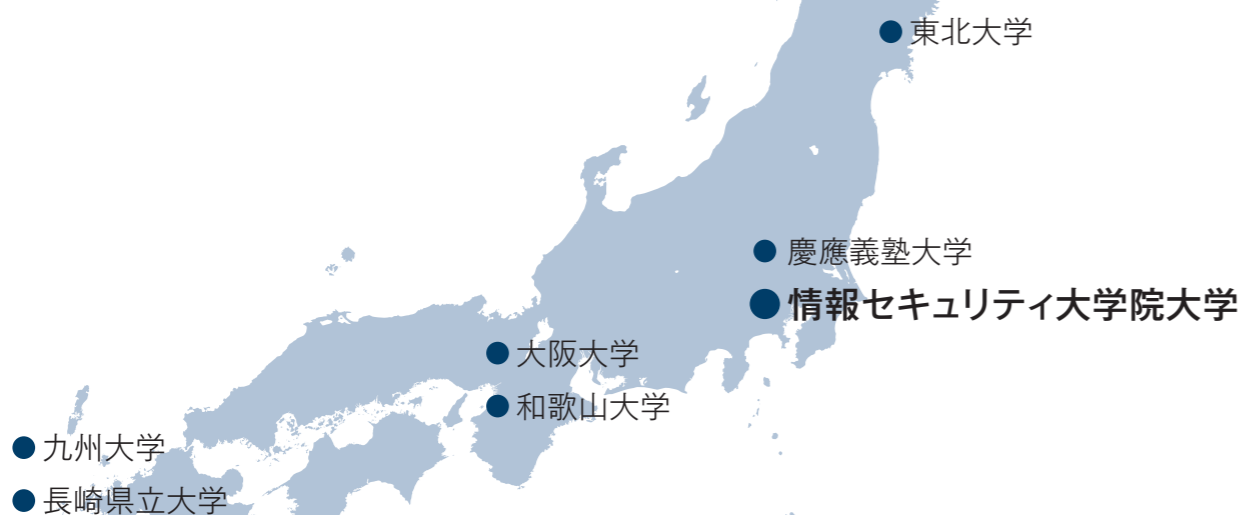 東北大学
慶應義塾大学
情報セキュリティ大学院大学
大阪大学
和歌山大学
九州大学
長崎県立大学